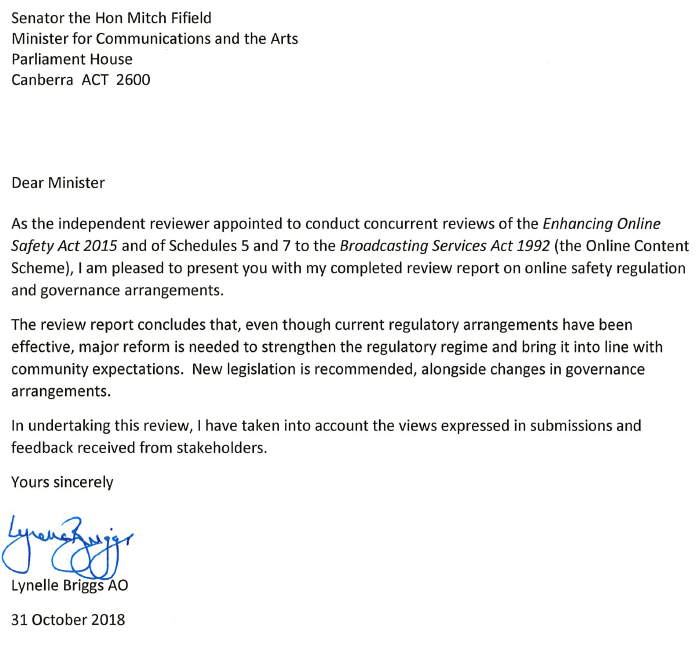 Senator the Hon Mitch Fifield
Minister for Communications and the Arts
Parliament House
Canberra ACT 2600
Dear Minister
As the independent reviewer appointed to conduct concurrent reviews of the Enhancing Online
Safety Act 2015 and of Schedules 5 and 7 to the Broadcasting Services Act 1992 (the Online Content
Scheme), I am pleased to present you with my completed review report on online safety regulation
and governance arrangements.
The review report concludes that, even though current regulatory arrangements have been
effective, major reform is needed to strengthen the regulatory regime and bring it into line with
community expectations.  New legislation is recommended, alongside changes in governance
arrangements.
In undertaking this review, I have taken into account the views expressed in submissions and
feedback received from stakeholders.
Yours sincerely
Lynelle Briggs
Lynelle Briggs AO
31 October 2018